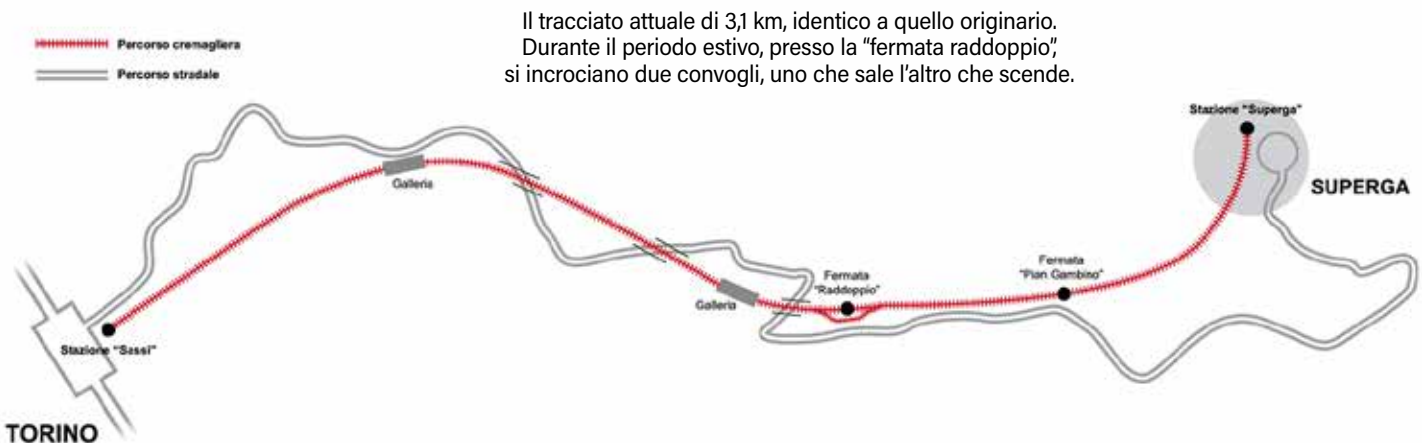 Il tracciato attuale di 3,1 km, identico a quello originario.
Durante il periodo estivo, presso la “fermata raddoppio”,
si incrociano due convogli, uno che sale l’altro che scende.
Percorso cremagliera
Percorso stradale
Stazione "Superga"
SUPERGA
Galleria
Fermata
"Pian Gambino"
Fermata
"Raddoppio"
Galleria
Stazione "Sassi"
TORINO